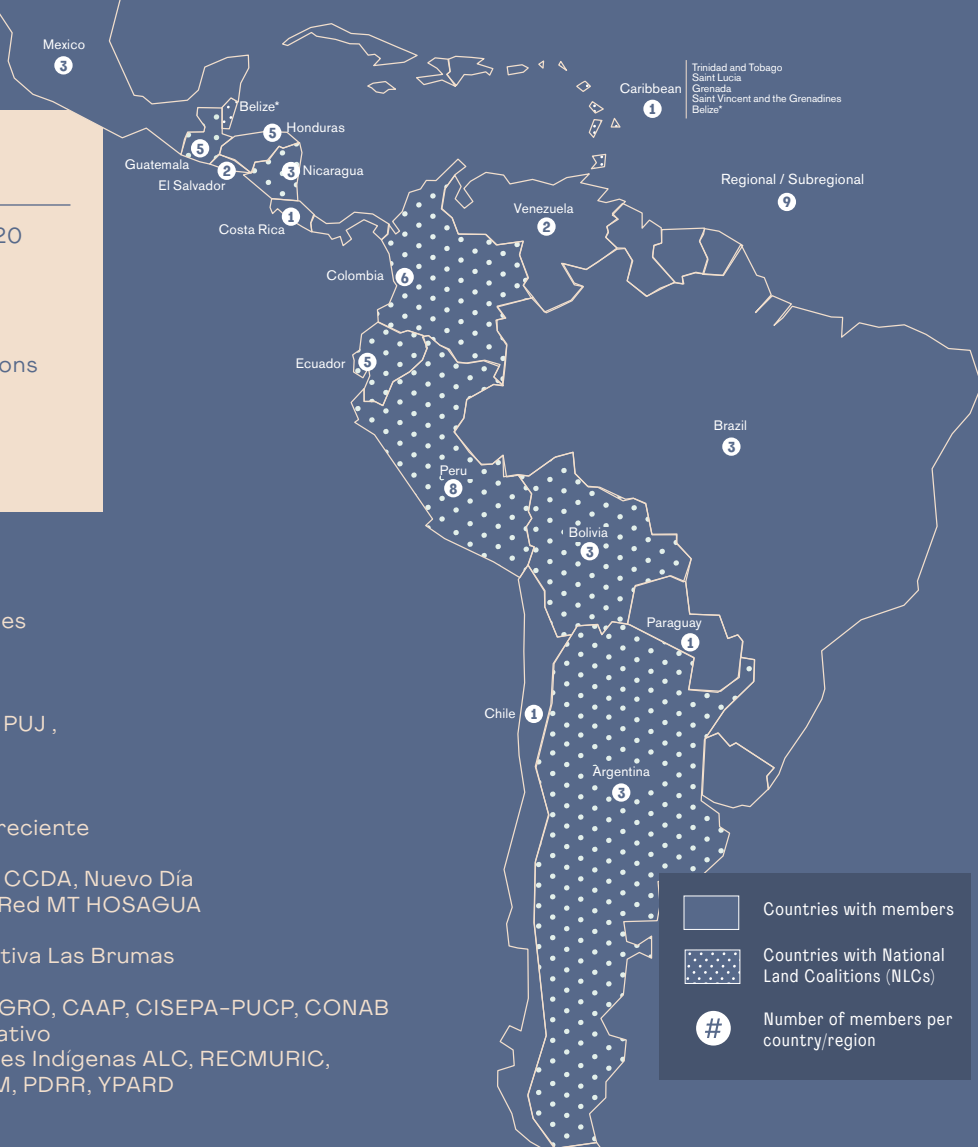 Mexico
3
Belize*
5
Honduras
5
Guatemala
2
El Salvador
3
Nicaragua
1
Costa Rica
Caribbean
1
Trinidad and Tobago
Saint Lucia
Grenada
Saint Vincent and the Grenadines
Belize*
Regional / Subregional
9
Venezuela
2
Colombia
6
Ecuador
5
Brazil
3
Peru
8
Bolivia
3
Paraguay
1
Chile
1
Argentina
3
20
ons
es
PUJ ,
reciente
CCDA, Nuevo Día
Red MT HOSAGUA
tiva Las Brumas
GRO, CAAP, CISEPA-PUCP, CONAB
ativo
es Indígenas ALC, RECMURIC,
M, PDRR, YPARD
Countries with members
Countries with National
Land Coalitions (NLCs)
#
Number of members per
country/region